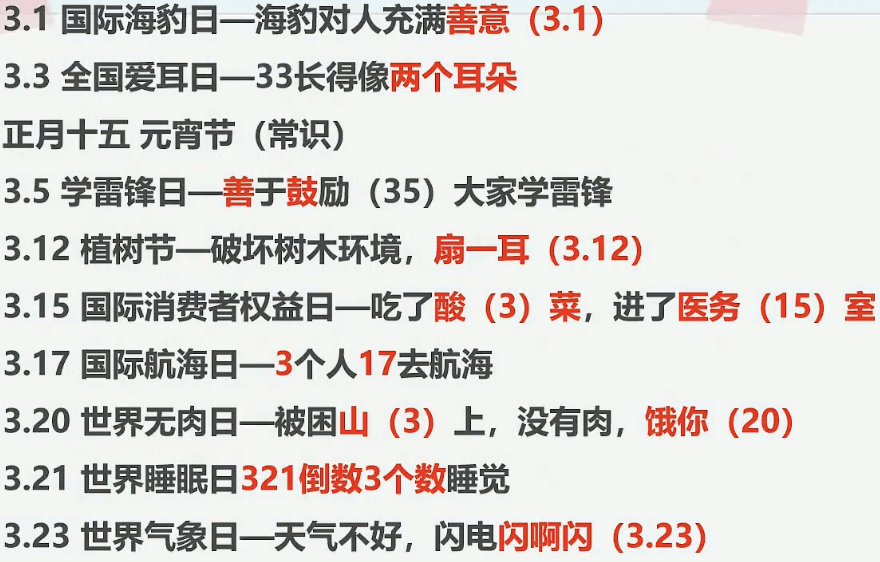 3.1 国际海豹日—海豹对人充满善意（3.1）
3.3 全国爱耳日—33长得像两个耳朵
正月十五 元宵节（常识）
3.5 学雷锋日—善于鼓励（35）大家学雷锋
3.12 植树节—破坏树木环境，扇一耳（3.12）
3.15 国际消费者权益日—吃了酸（3）菜，进了医务（15）室
3.17 国际航海日—3个人17去航海
3.20 世界无肉日—被困山（3）上，没有肉，饿你（20）
3.21 世界睡眠日321倒数3个数睡觉
3.23 世界气象日—天气不好，闪电闪啊闪（3.23）